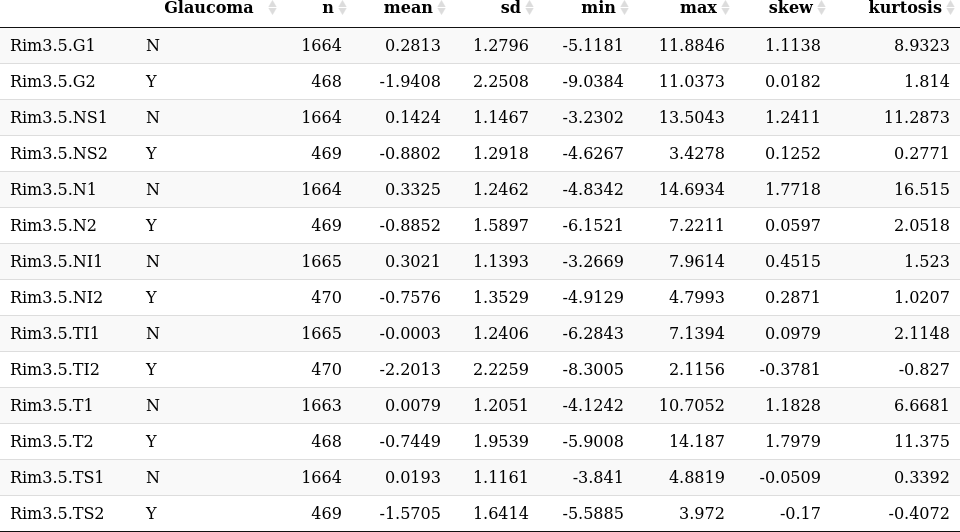 Glaucoma n mean sd min max skew kurtosis
Rim3.5.G1 N 1664 0.2813 1.2796 -5.1181 11.8846 1.1138 8.9323
Rim3.5.G2 Y 468 -1.9408 2.2508 -9.0384 11.0373 0.0182 1.814
Rim3.5.NS1 N 1664 0.1424 1.1467 -3.2302 13.5043 1.2411 11.2873
Rim3.5.NS2 Y 469 -0.8802 1.2918 -4.6267 3.4278 0.1252 0.2771
Rim3.5.N1 N 1664 0.3325 1.2462 -4.8342 14.6934 1.7718 16.515
Rim3.5.N2 Y 469 -0.8852 1.5897 -6.1521 7.2211 0.0597 2.0518
Rim3.5.NI1 N 1665 0.3021 1.1393 -3.2669 7.9614 0.4515 1.523
Rim3.5.NI2 Y 470 -0.7576 1.3529 -4.9129 4.7993 0.2871 1.0207
Rim3.5.TI1 N 1665 -0.0003 1.2406 -6.2843 7.1394 0.0979 2.1148
Rim3.5.TI2 Y 470 -2.2013 2.2259 -8.3005 2.1156 -0.3781 -0.827
Rim3.5.T1 N 1663 0.0079 1.2051 -4.1242 10.7052 1.1828 6.6681
Rim3.5.T2 Y 468 -0.7449 1.9539 -5.9008 14.187 1.7979 11.375
Rim3.5.TS1 N 1664 0.0193 1.1161 -3.841 4.8819 -0.0509 0.3392
Rim3.5.TS2 Y 469 -1.5705 1.6414 -5.5885 3.972 -0.17 -0.4072